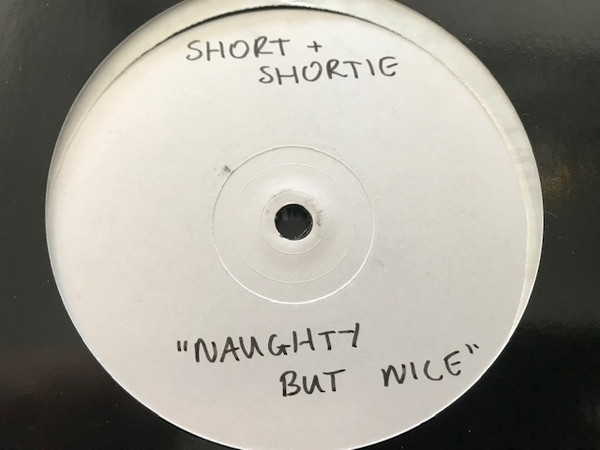 SHORT +
SHORTIE
"NAUGHTY
BUT NICE"